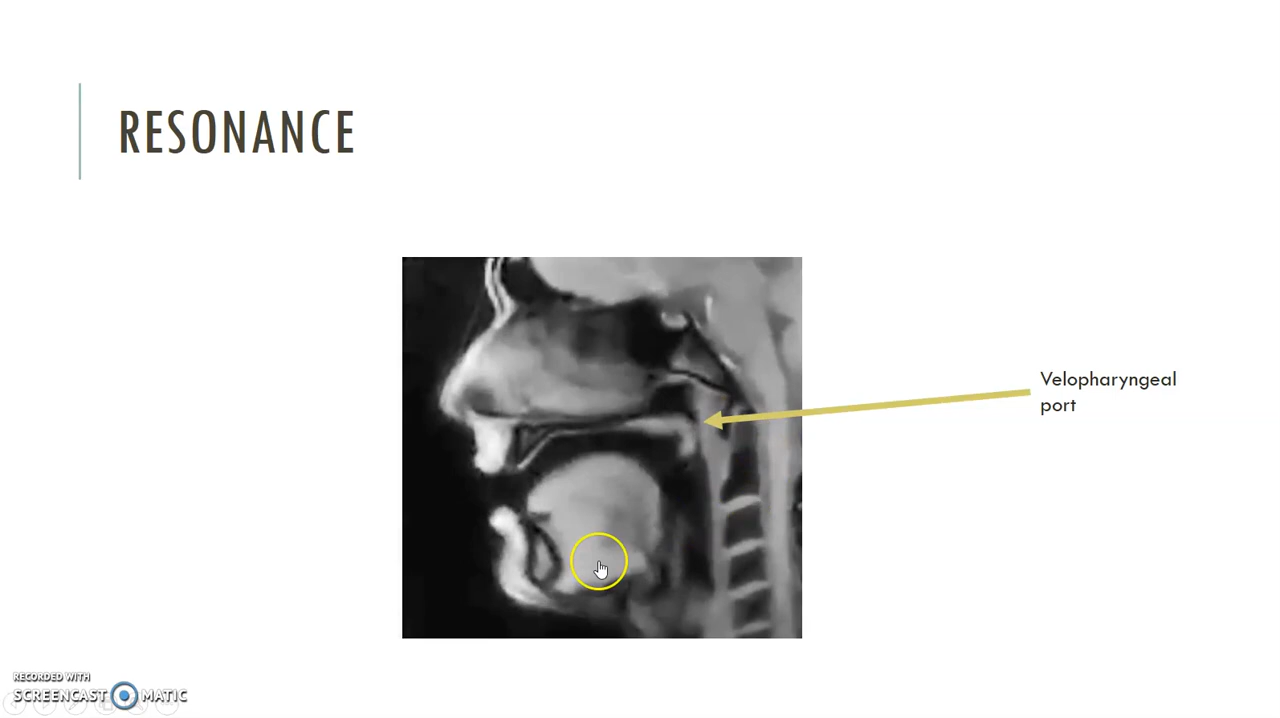 RESONANCE
Velopharyngeal
port
RECORDED WITH
SCREENCAST MATIC